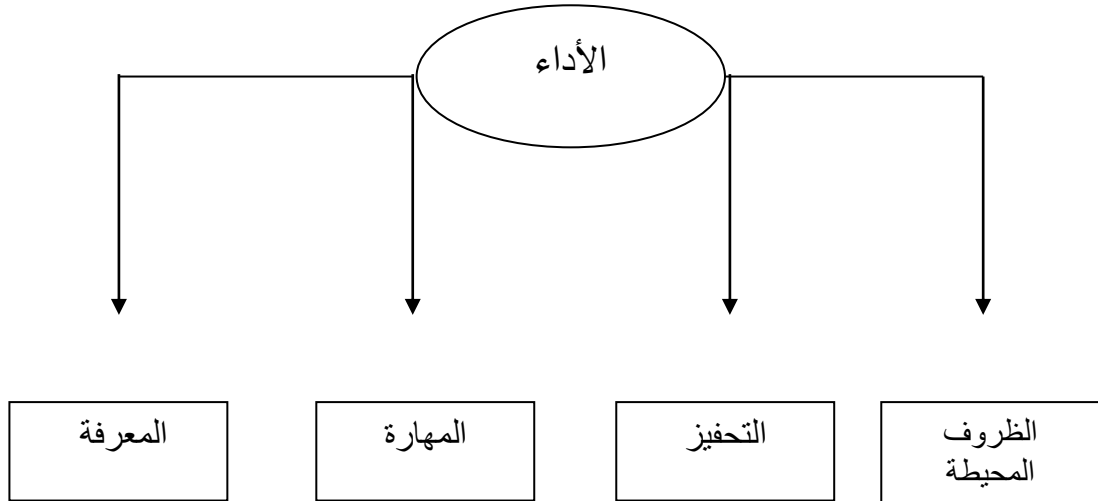 الأداء
الظروف
المحيطة
التحفيز
المهارة
المعرفة